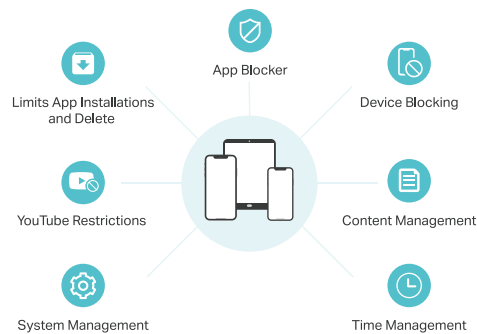 App Blocker
Limits App Installations
and Delete
Device Blocking
YouTube Restrictions
Content Management
System Management
Time Management